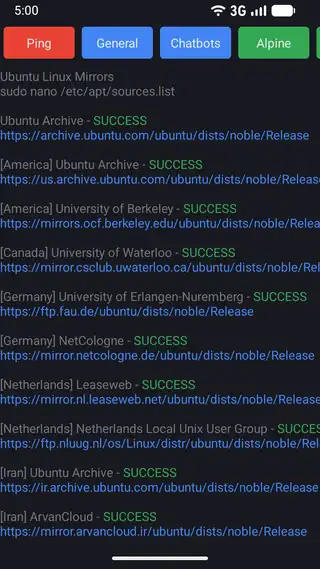 5:00
3G
Ping General Chatbots Alpine
Ubuntu Linux Mirrors
sudo nano /etc/apt/sources.list
Ubuntu Archive - SUCCESS
https://archive.ubuntu.com/ubuntu/dists/noble/Release
[America] Ubuntu Archive - SUCCESS
https://us.archive.ubuntu.com/ubuntu/dists/noble/Releas
[America] University of Berkeley - SUCCESS
https://mirrors.ocf.berkeley.edu/ubuntu/dists/noble/Relea
[Canada] University of Waterloo - SUCCESS
https://mirror.csclub.uwaterloo.ca/ubuntu/dists/noble/Rel
[Germany] University of Erlangen-Nuremberg - SUCCESS
https://ftp.fau.de/ubuntu/dists/noble/Release
[Germany] NetCologne - SUCCESS
https://mirror.netcologne.de/ubuntu/dists/noble/Release
[Netherlands] Leaseweb - SUCCESS
https://mirror.nl.leaseweb.net/ubuntu/dists/noble/Release
[Netherlands] Netherlands Local Unix User Group - SUCCES
https://ftp.nluug.nl/os/Linux/distr/ubuntu/dists/noble/Rel
[Iran] Ubuntu Archive - SUCCESS
https://ir.archive.ubuntu.com/ubuntu/dists/noble/Release
[Iran] ArvanCloud - SUCCESS
https://mirror.arvancloud.ir/ubuntu/dists/noble/Release